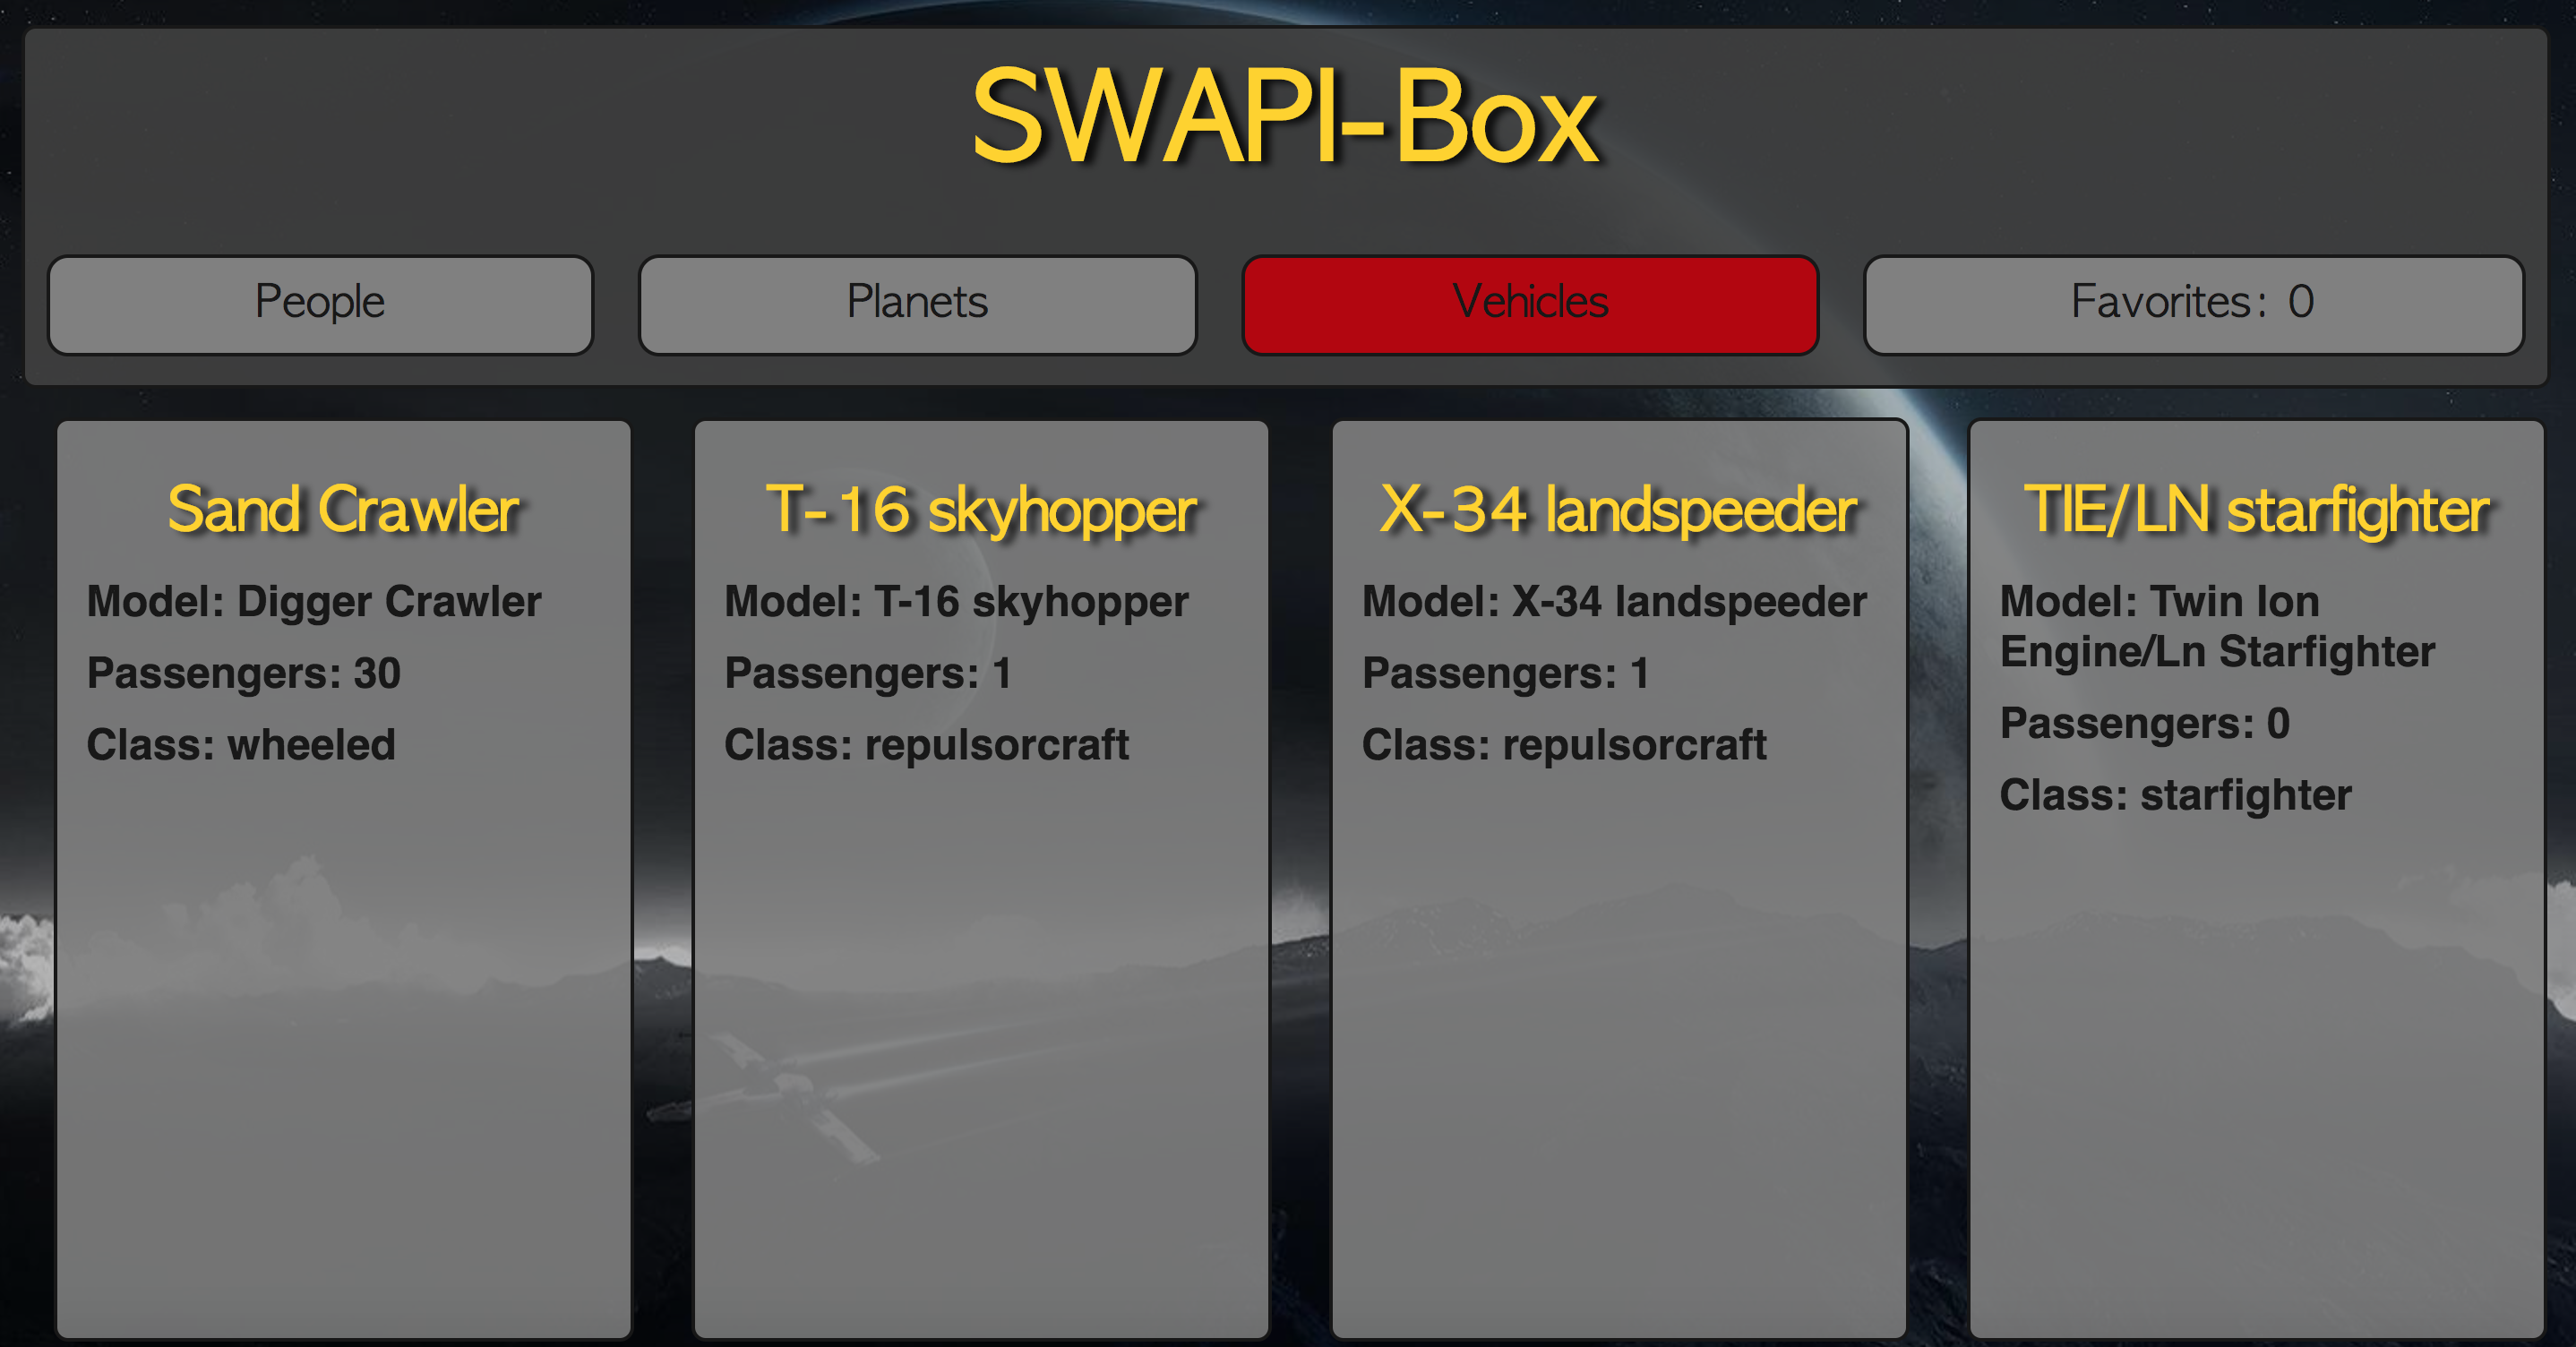 SWAPI-Box
People
Planets
Vehicles
Favorites: 0
Sand Crawler
Model: Digger Crawler
Passengers: 30
Class: wheeled
T-16 skyhopper
Model: T-16 skyhopper
Passengers: 1
Class: repulsorcraft
X-34 landspeeder
Model: X-34 landspeeder
Passengers: 1
Class: repulsorcraft
TIE/LN starfighter
Model: Twin Ion
Engine/Ln Starfighter
Passengers: 0
Class: starfighter